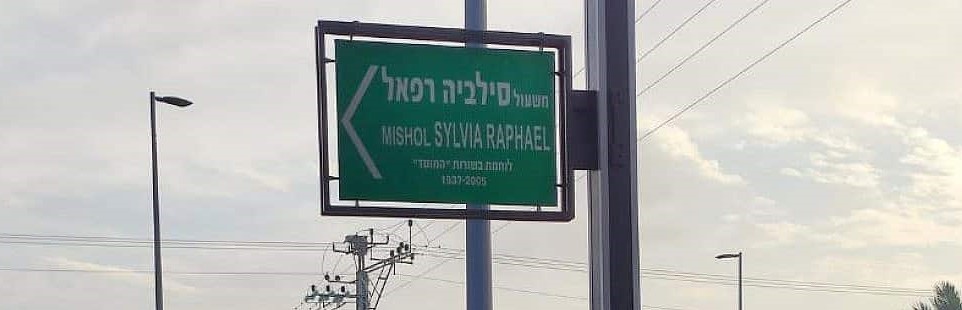 משעול סילביה רפאל
MISHOL SYLVIA RAPHAEL
לוחמת בשורות "המוסד"
1937-2005